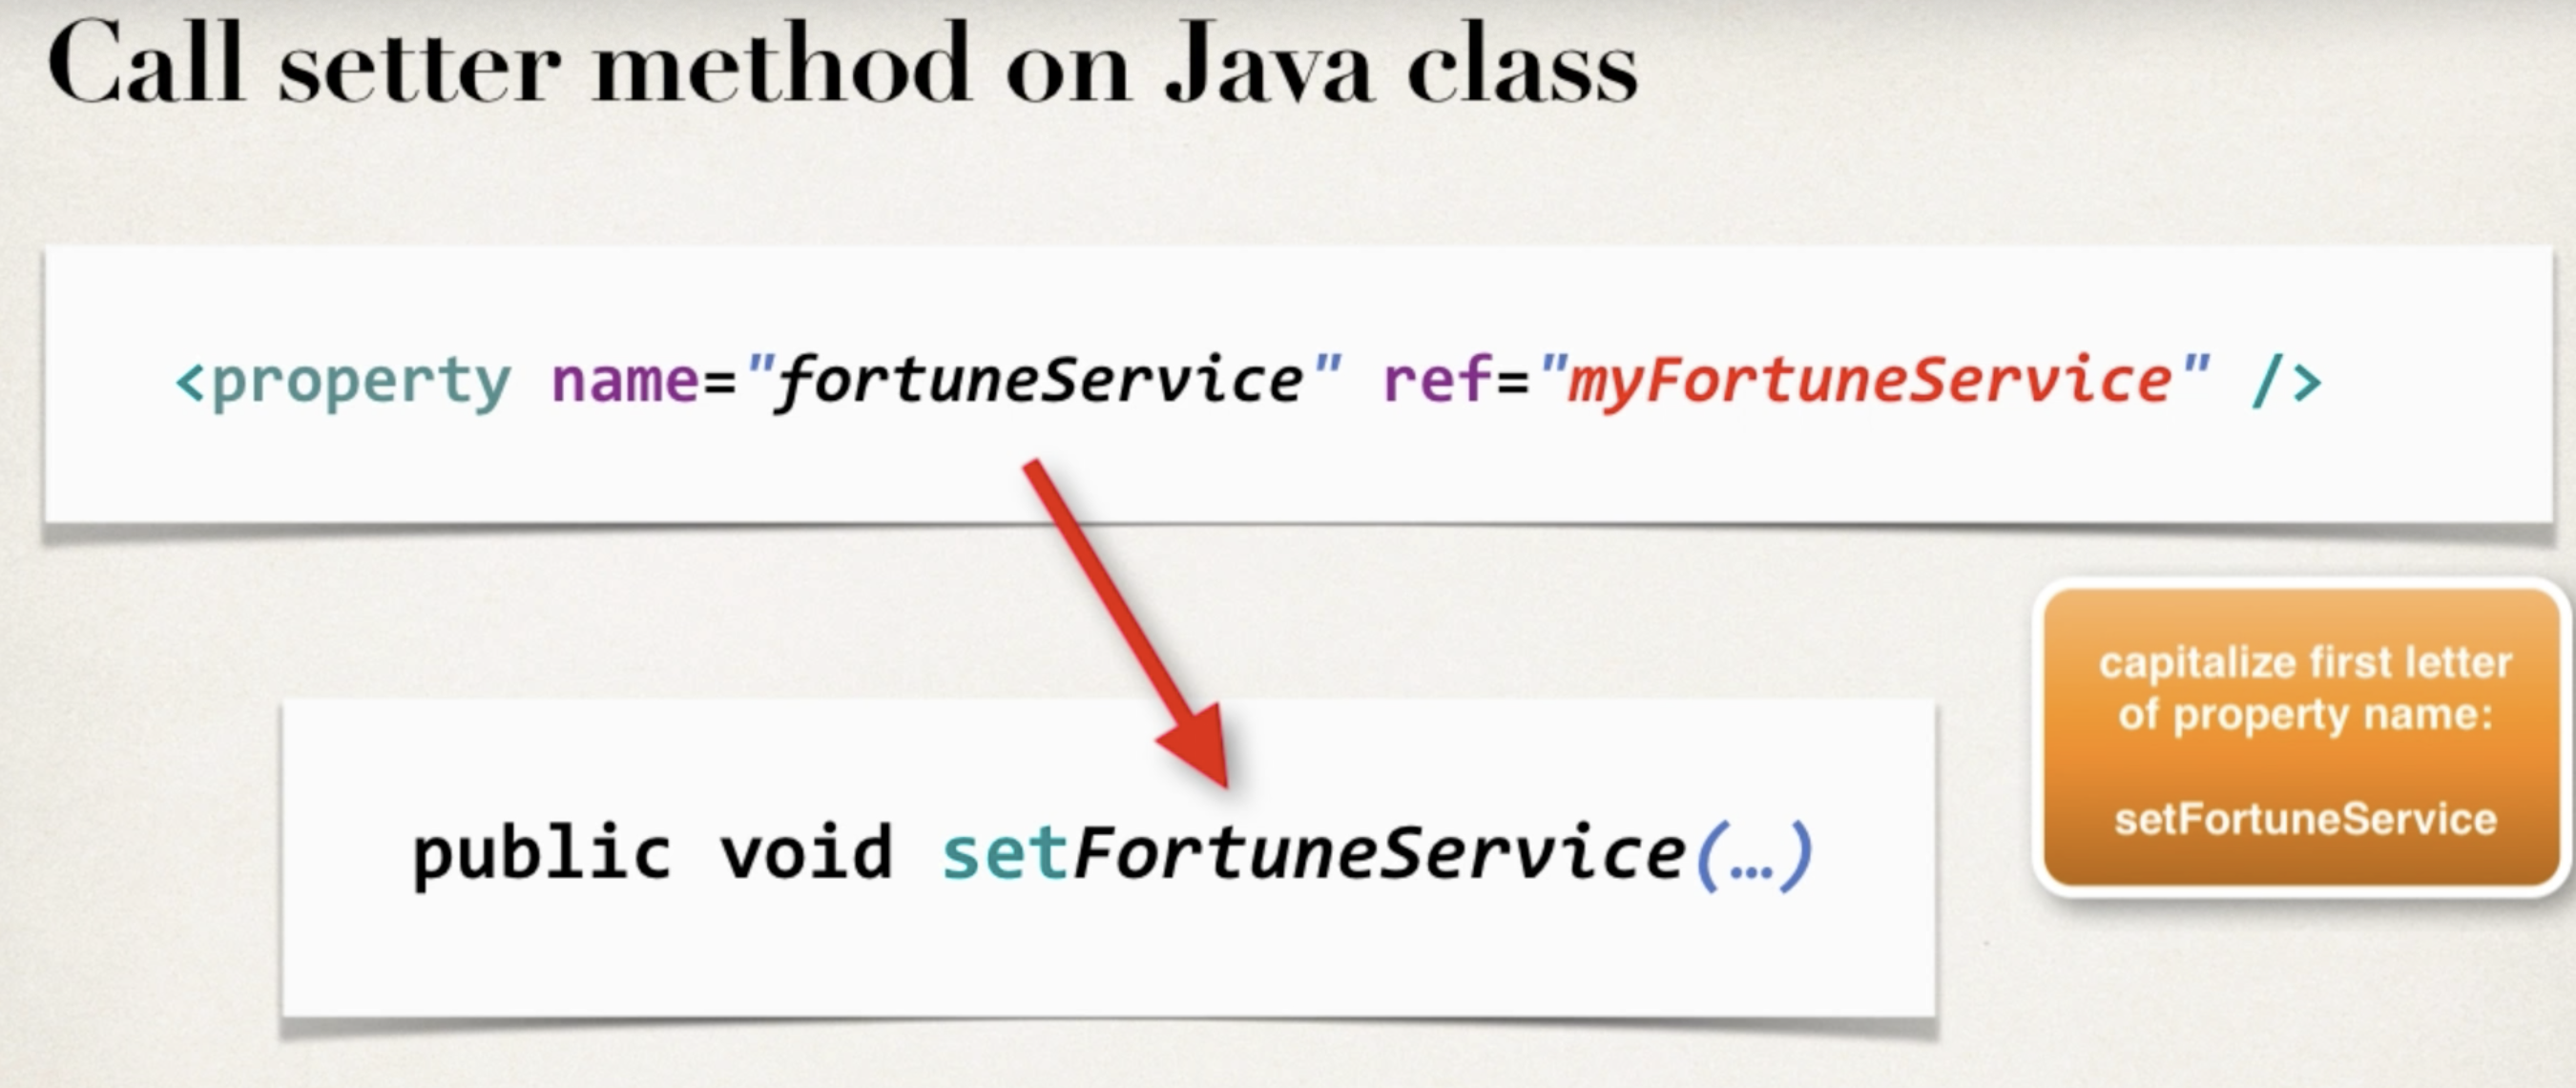 Call setter method on Java class
<property name="fortuneService" ref="myFortuneService" />
public void setFortuneService(…)
capitalize first letter
of property name:
setFortuneService